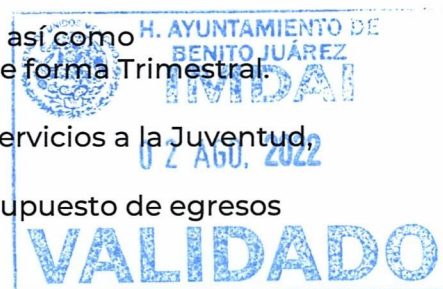 así como
H. AYUNTAMIENTO DE
BENITO JUÁREZ
e forma Trimestral.
IMDAI
ervicios a la Juventud,
02 AGO. 2022
upuesto de egresos
VALIDADO